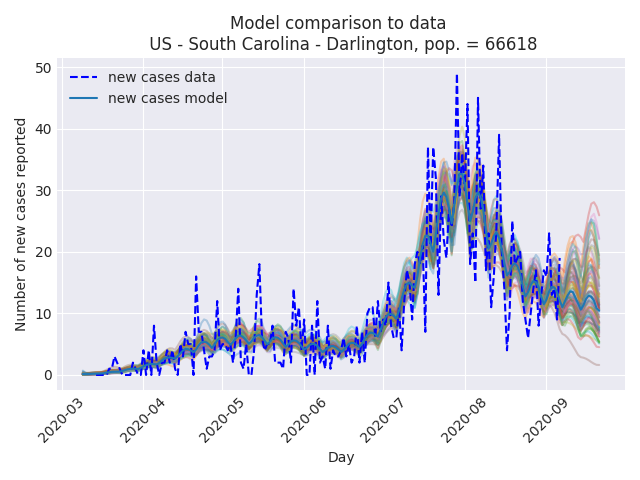 Model comparison to data
US - South Carolina - Darlington, pop. = 66618
new cases data
new cases model
Number of new cases reported
50
40
30
20
10
0
2020-03
2020-04
2020-05
2020-06
2020-07
2020-08
2020-09
Day